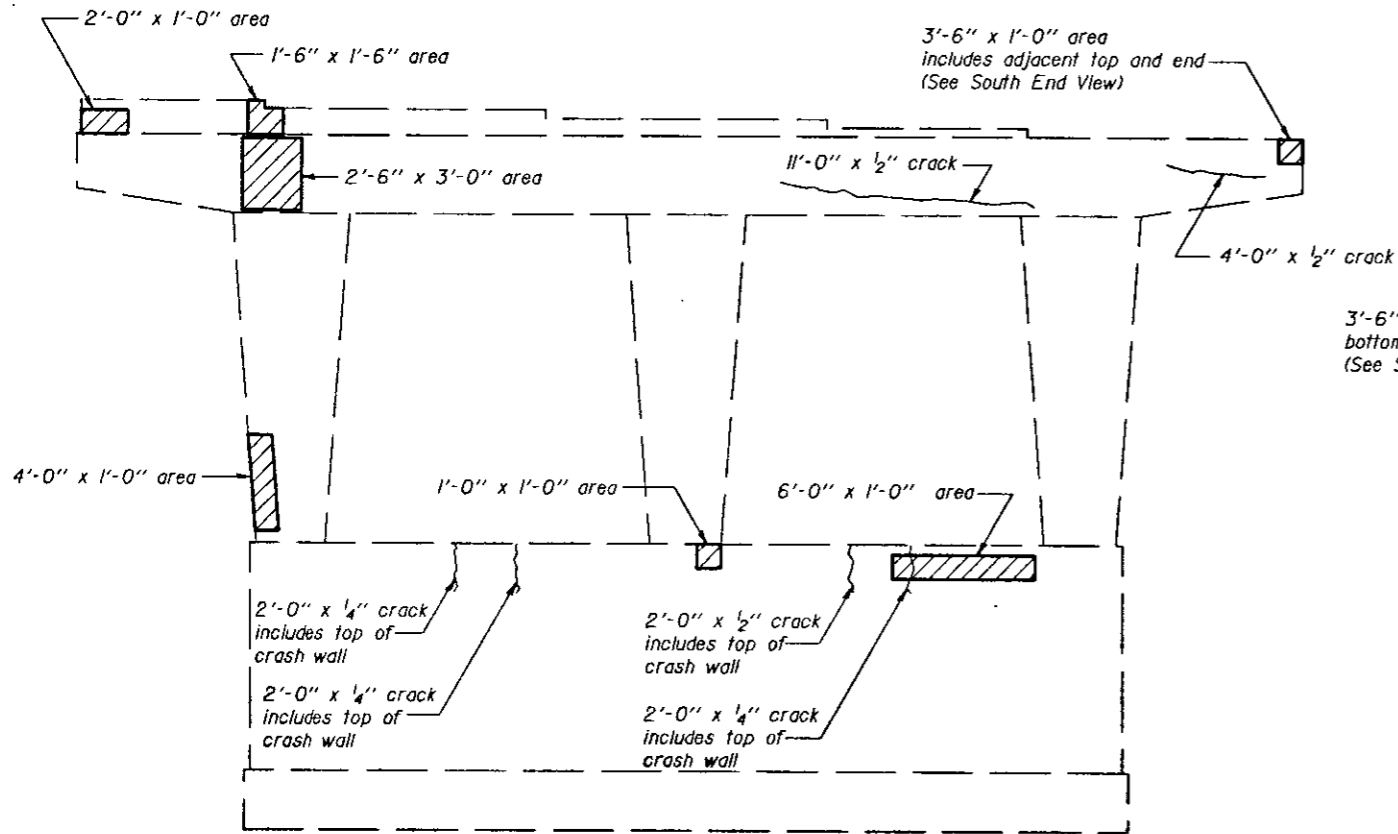 2'-0" x 1'-0" area
1'-6" x 1'-6" area
3'-6" x 1'-0" area
includes adjacent top and end
(See South End View)
11'-0" x 1/2" crack
2'-6" x 3'-0" area
4'-0" x 1/2" crack
3'-6"
bottom
(See S
4'-0" x 1'-0" area
1'-0" x 1'-0" area
6'-0" x 1'-0" area
2'-0" x 1/4" crack
includes top of
crash wall
2'-0" x 1/4" crack
includes top of
crash wall
2'-0" x 1/2" crack
includes top of
crash wall
2'-0" x 1/4" crack
includes top of
crash wall